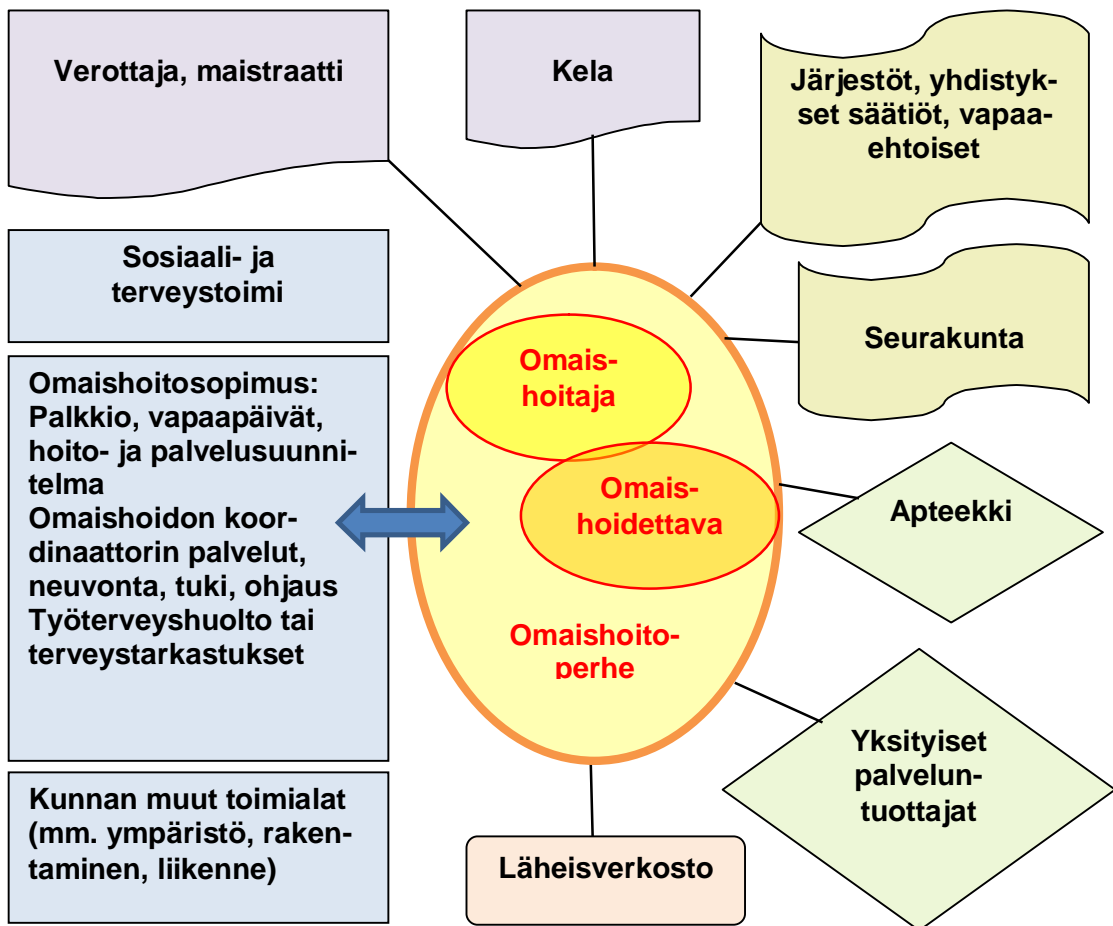 Verottaja, maistraatti
Kela
Järjestöt, yhdistyk-
set säätiöt, vapaa-
ehtoiset
Sosiaali- ja
terveystoimi
Seurakunta
Omaishoitosopimus:
Palkkio, vapaapäivät,
hoito- ja palvelusuunni-
telma
Omaishoidon koor-
dinaattorin palvelut,
neuvonta, tuki, ohjaus
Työterveyshuolto tai
terveystarkastukset
Omais-
hoitaja
Omais-
hoidettava
Omaishoito-
perhe
Apteekki
Yksityiset
palvelun-
tuottajat
Kunnan muut toimialat
(mm. ympäristö, raken-
taminen, liikenne)
Läheisverkosto